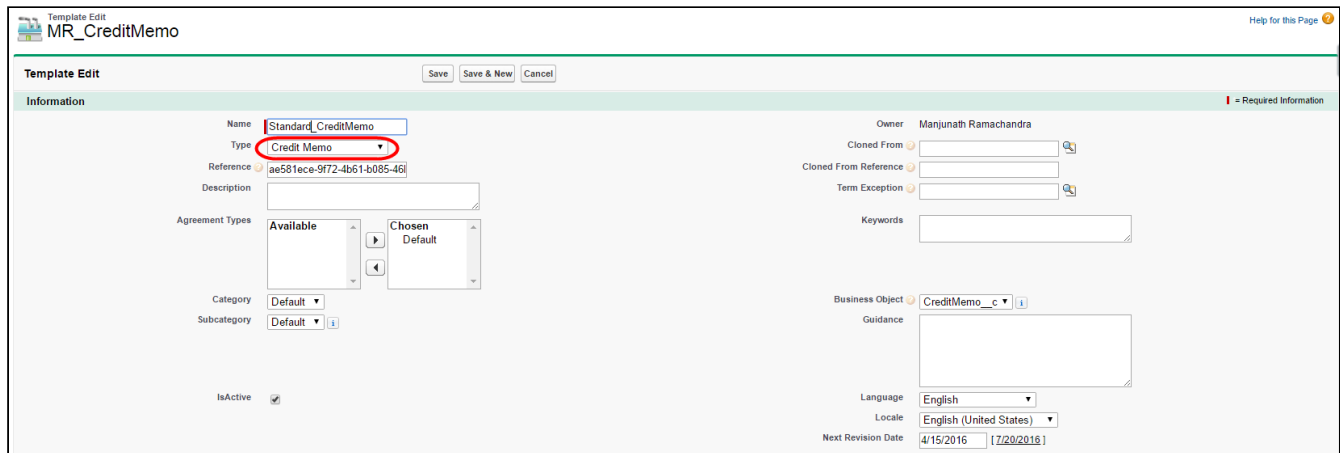 Template Edit
MR_CreditMemo
Help for this Page
Template Edit
Save
Save & New
Cancel
Information
= Required Information
Name
Standard_CreditMemo
Owner
Manjunath Ramachandra
Type
Credit Memo
Cloned From
Reference
ae581ece-9f72-4b61-b085-46
Cloned From Reference
Description
Term Exception
Agreement Types
Available
Chosen
Default
Keywords
Category
Default
Business Object
CreditMemo__c
Subcategory
Default
Guidance
IsActive
Language
English
Locale
English (United States)
Next Revision Date
4/15/2016
[ 7/20/2016 ]